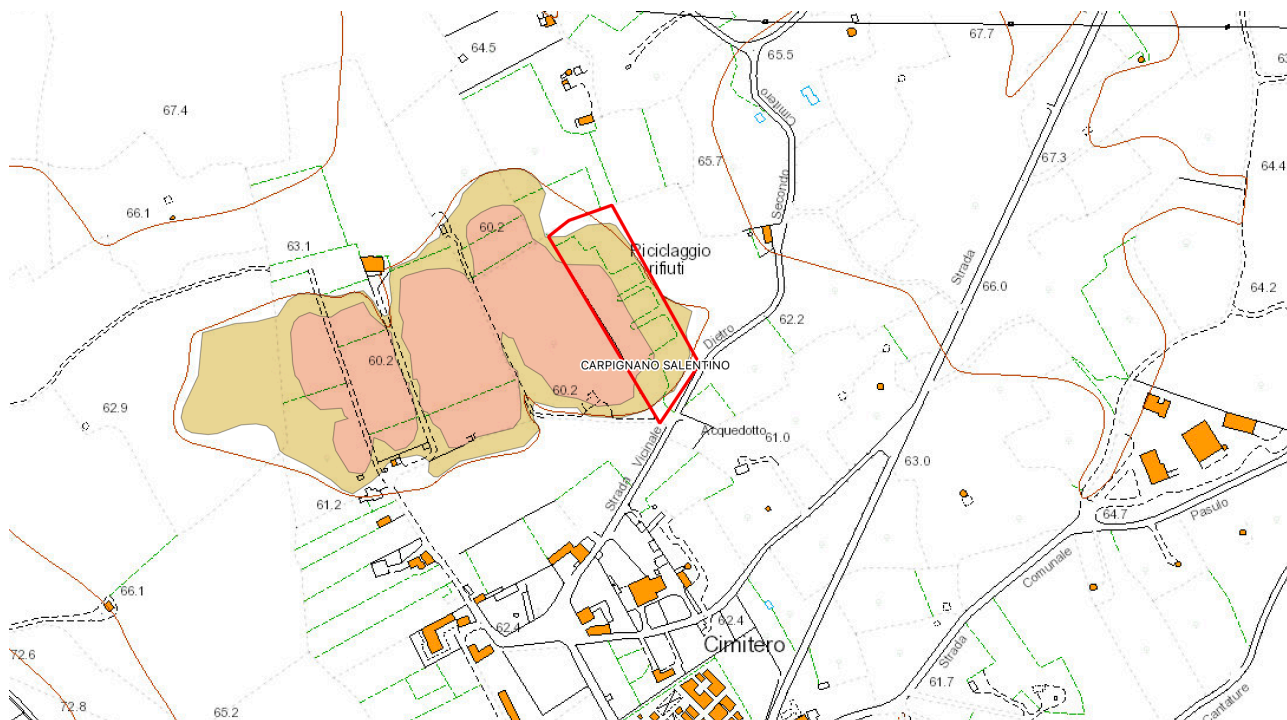 64.5
65.5
67.7
67.4
Cimitero
65.7
67.3
64.4
Secondo
66.1
60.2
63.1
Riciclaggio
rifiuti
Strada
66.0
64.2
62.2
Dietro
60.2
CARPIGNANO SALENTINO
60.2
62.9
Acquedotto
61.0
Vicinale
63.0
Strada
61.2
64.7
Pasulo
Comunale
66.1
62.4
62.4
Cimitero
Strada
72.6
61.7
72.8
65.2